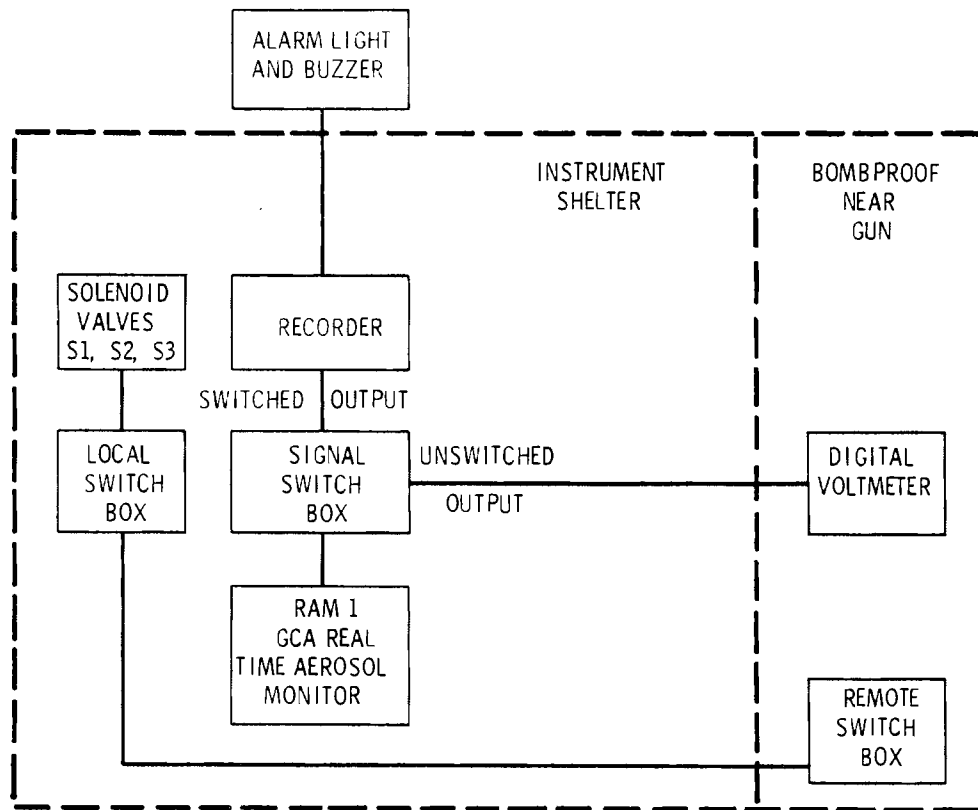 ALARM LIGHT
AND BUZZER
INSTRUMENT
SHELTER
BOMBPROOF
NEAR
GUN
SOLENOID
VALVES
S1, S2, S3
RECORDER
SWITCHED OUTPUT
LOCAL
SWITCH
BOX
SIGNAL
SWITCH
BOX
UNSWITCHED
OUTPUT
DIGITAL
VOLTMETER
RAM 1
GCA REAL
TIME AEROSOL
MONITOR
REMOTE
SWITCH
BOX